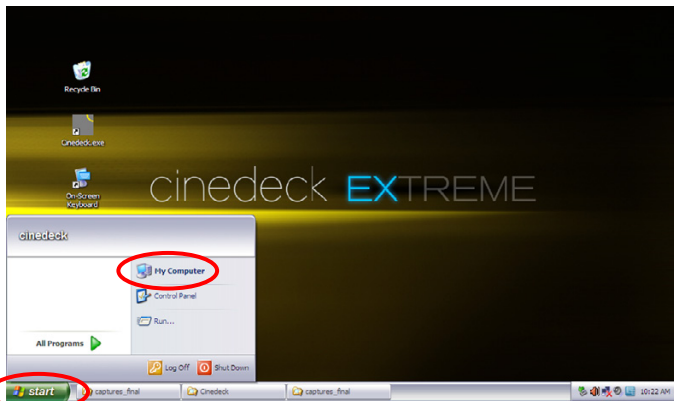 Recycle Bin
Cinedeck.exe
On-Screen
Keyboard
cinedeck EXTREME
cinedeck
My Computer
Control Panel
Run...
All Programs
Log Off
Shut Down
start
captures_final
Cinedeck
captures_final
10:22 AM